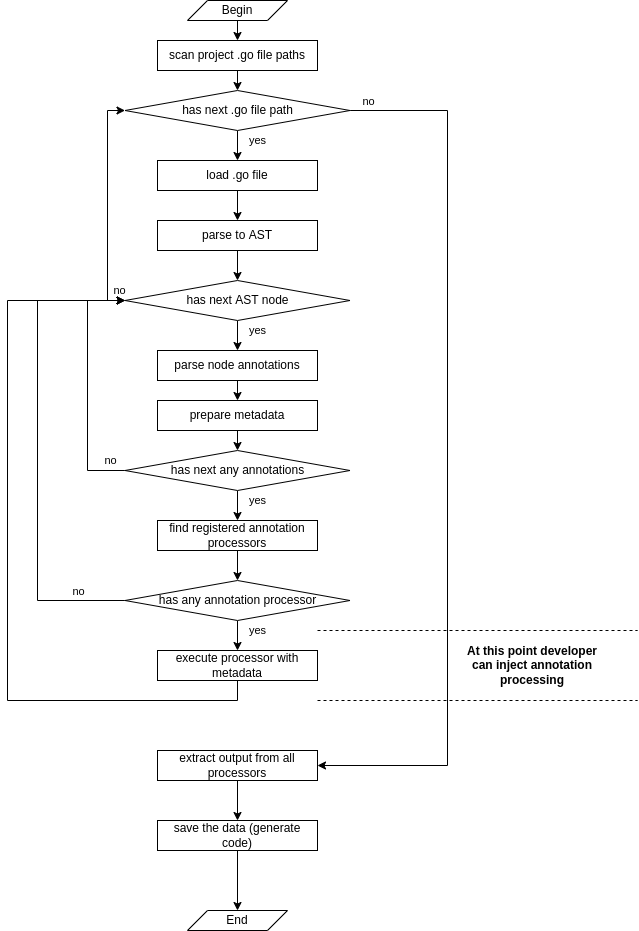 Begin
scan project .go file paths
has next .go file path
no
yes
load .go file
parse to AST
no
has next AST node
yes
parse node annotations
prepare metadata
no
has next any annotations
yes
find registered annotation
processors
no
has any annotation processor
yes
execute processor with
metadata
At this point developer
can inject annotation
processing
extract output from all
processors
save the data (generate
code)
End